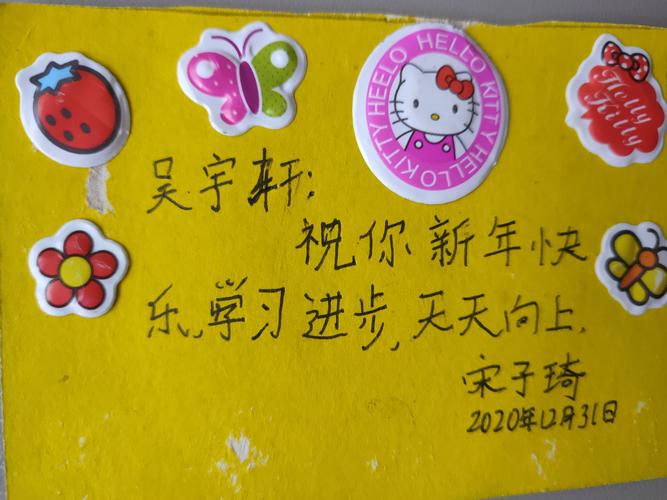 HELLO KITTY HELLO KITTY HEELO
Holly
Kitty
吴宇轩:
祝你新年快
乐,学习进步,天天向上.
宋子琦
2020年12月31日